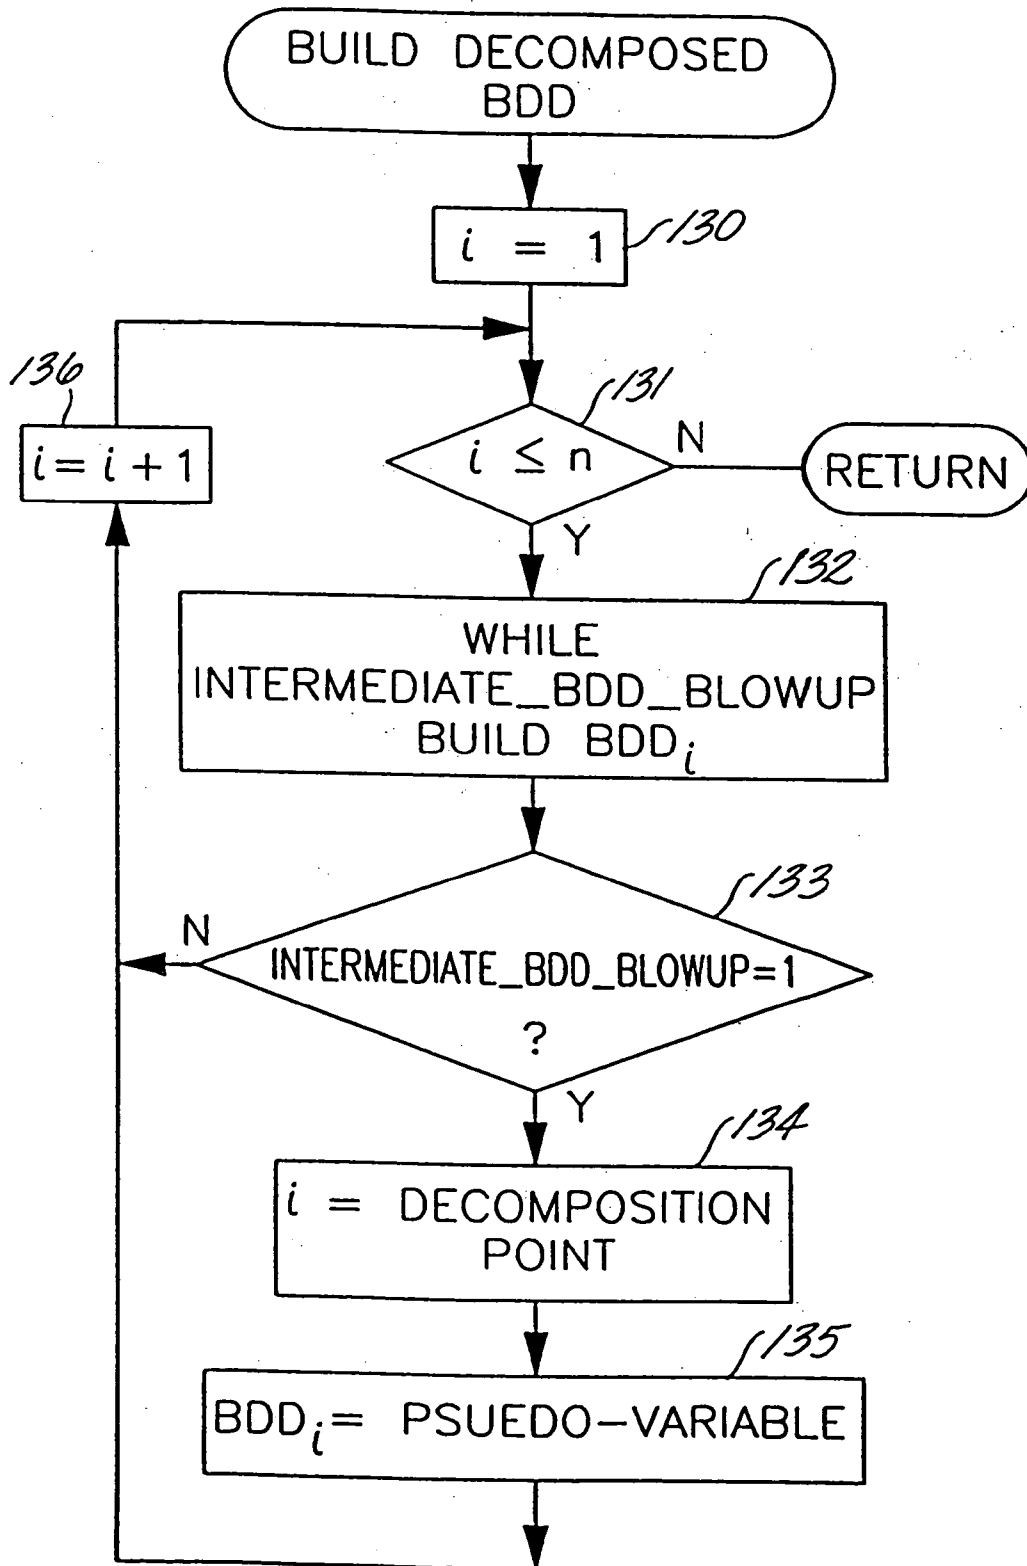 BUILD DECOMPOSED
BDD
i = 1
130
136
i = i + 1
131
i ≤ n
N
RETURN
Y
132
WHILE
INTERMEDIATE_BDD_BLOWUP
BUILD BDDi
133
N
INTERMEDIATE_BDD_BLOWUP=1
?
Y
134
i = DECOMPOSITION
POINT
135
BDDi = PSUEDO-VARIABLE